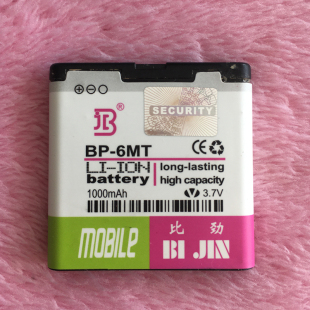 B®
SECURITY
BP-6MT
LI-ION
battery
long-lasting
high capacity
1000mAh
3.7V
MOBILE
比 劲
BI JIN